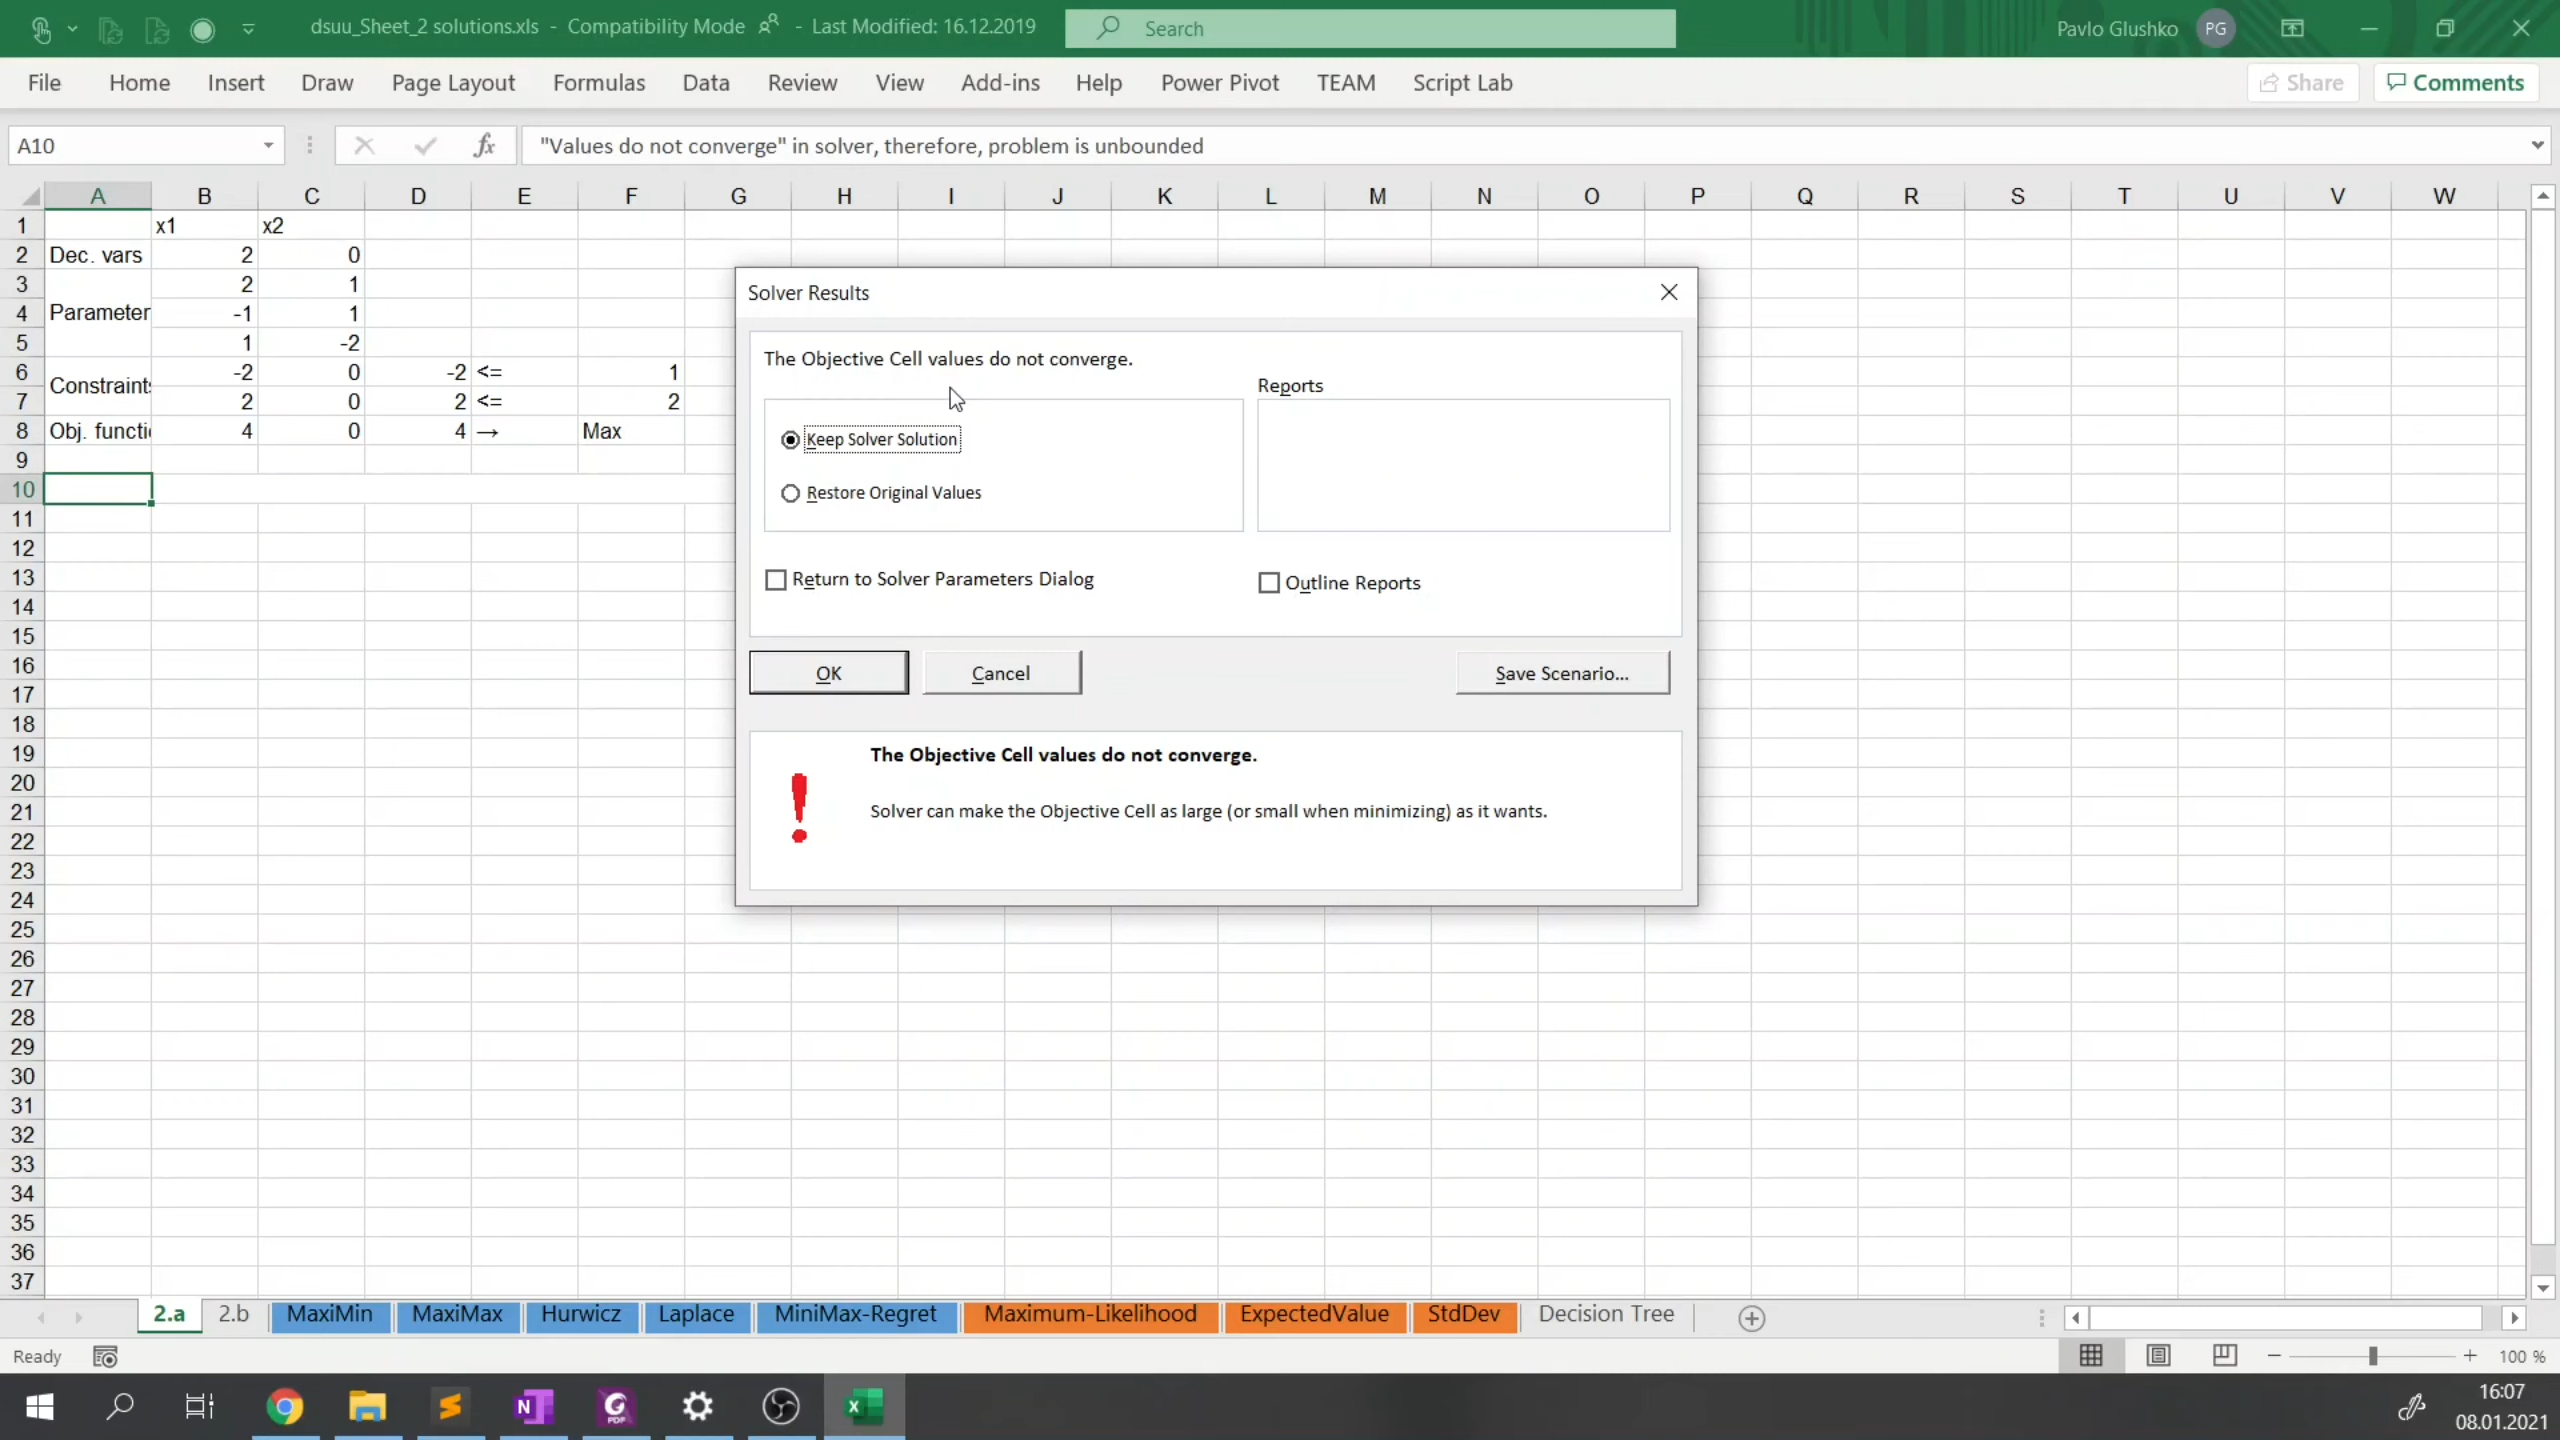 dsuu_Sheet_2 solutions.xls - Compatibility Mode - Last Modified: 16.12.2019
Search
Pavlo Glushko PG
File Home Insert Draw Page Layout Formulas Data Review View Add-ins Help Power Pivot TEAM Script Lab Share Comments
A10 fx "Values do not converge" in solver, therefore, problem is unbounded
A B C D E F G H I J K L M N O P Q R S T U V W
1 x1 x2
2 Dec. vars 2 0
3 2 1
4 Parameter -1 1
5 1 -2
6 -2 0 -2 <= 1
Constraint
7 2 0 2 <= 2
8 Obj. functi 4 0 4 → Max
9
10
11
12
13
14
15
16
17
18
19
20
21
22
23
24
25
26
27
28
29
30
31
32
33
34
35
36
37
Solver Results
The Objective Cell values do not converge.
Reports
Keep Solver Solution
Restore Original Values
Return to Solver Parameters Dialog
Outline Reports
OK Cancel Save Scenario...
The Objective Cell values do not converge.
Solver can make the Objective Cell as large (or small when minimizing) as it wants.
2.a 2.b MaxiMin MaxiMax Hurwicz Laplace MiniMax-Regret Maximum-Likelihood ExpectedValue StdDev Decision Tree
Ready 100 %
N PDF X
16:07
08.01.2021